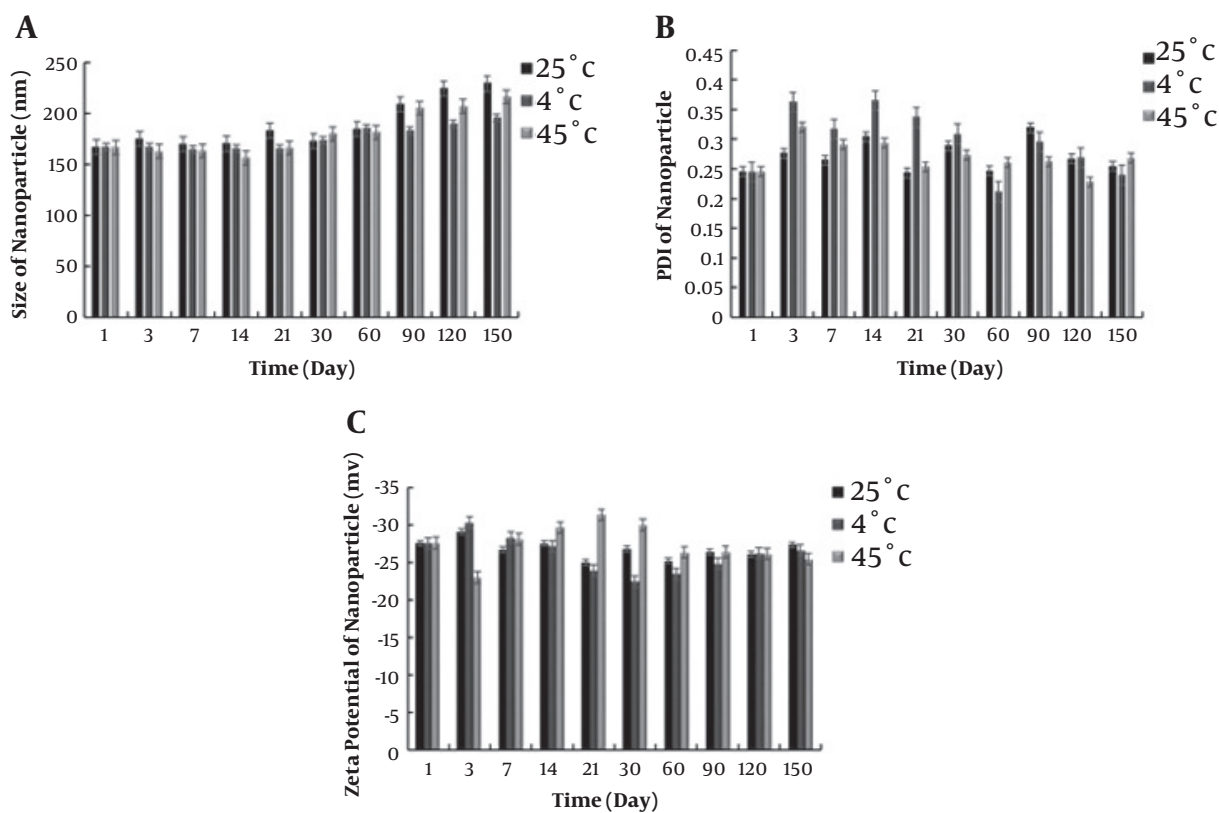 A
Size of Nanoparticle (nm)
250
200
150
100
50
0
1 3 7 14 21 30 60 90 120 150
Time (Day)
25°C
4°C
45°C
B
PDI of Nanoparticle
0.45
0.4
0.35
0.3
0.25
0.2
0.15
0.1
0.05
0
1 3 7 14 21 30 60 90 120 150
Time (Day)
25°C
4°C
45°C
C
Zeta Potential of Nanoparticle (mv)
-35
-30
-25
-20
-15
-10
-5
0
1 3 7 14 21 30 60 90 120 150
Time (Day)
25°C
4°C
45°C